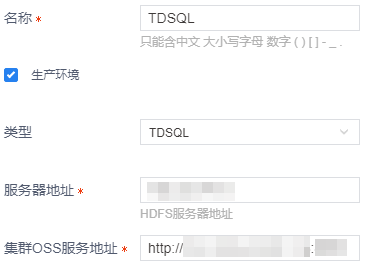 名称 * TDSQL
只能含中文 大小写字母 数字 ( ) [ ] - _ .
生产环境
类型 TDSQL
服务器地址 *
HDFS服务器地址
集群OSS服务地址 * http:// :